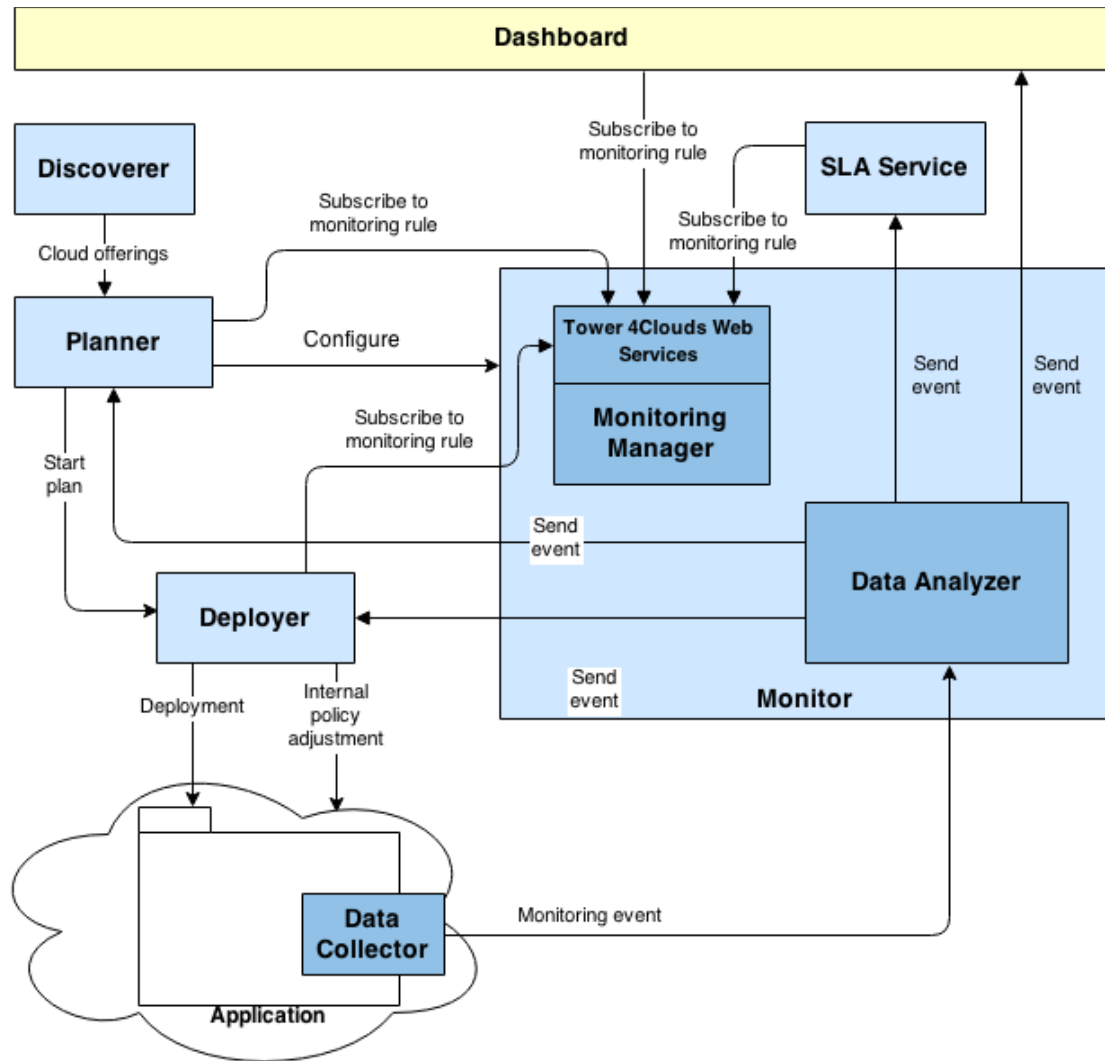 Dashboard
Subscribe to
monitoring rule
Discoverer
SLA Service
Subscribe to
monitoring rule
Subscribe to
monitoring rule
Cloud offerings
Planner
Configure
Tower 4Clouds Web
Services
Send
event
Send
event
Monitoring
Manager
Subscribe to
monitoring rule
Start
plan
Send
event
Data Analyzer
Deployer
Send
event
Monitor
Deployment
Internal
policy
adjustment
Data
Collector
Monitoring event
Application